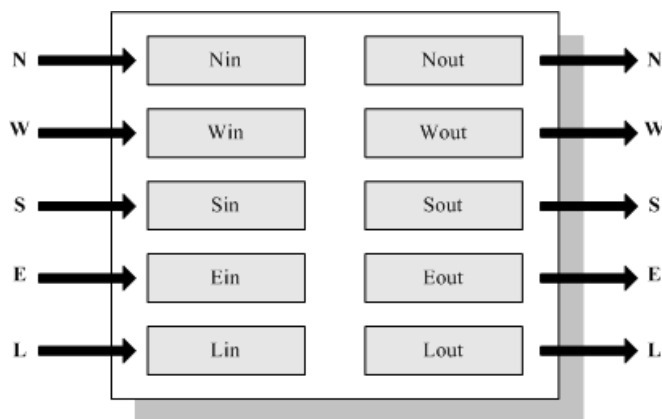 N Nin Nout N
W Win Wout W
S Sin Sout S
E Ein Eout E
L Lin Lout L